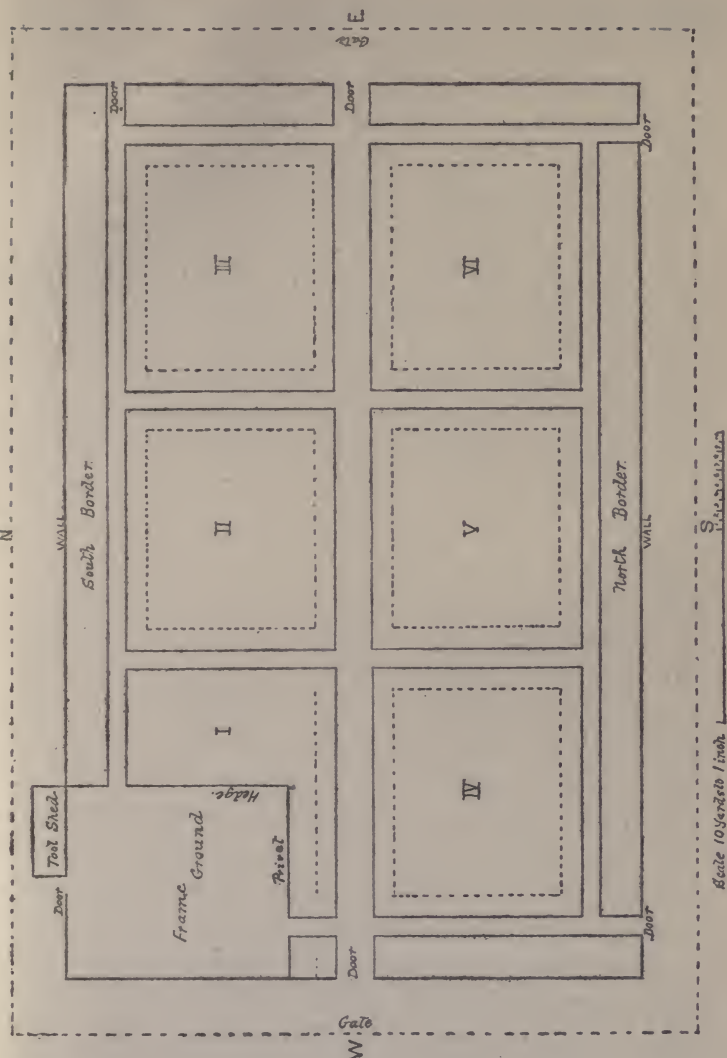 E
Gate
Door
Door
Door
III
VI
N
WALL
South Border.
II
V
North Border.
WALL
S
I
IV
Tool Shed
Hedge.
Privet
Frame Ground
Door
Door
Door
Gate
W
Scale 10 yards to 1 inch